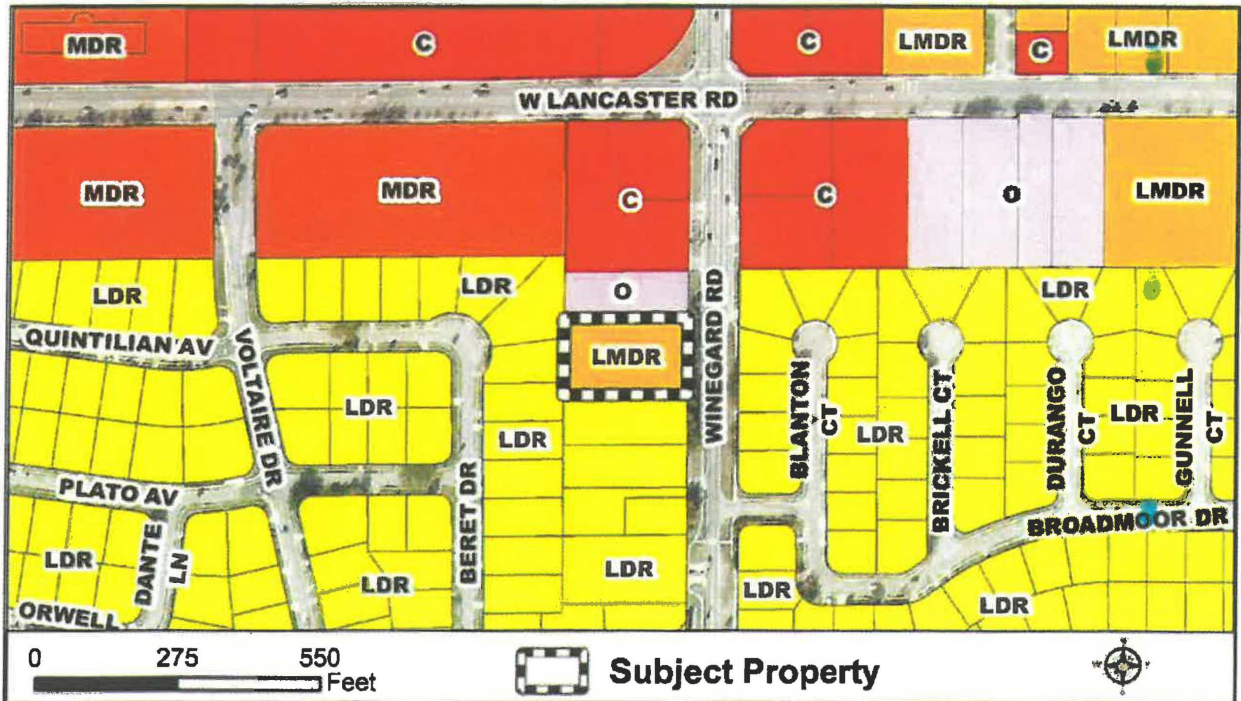 MDR
C
C
LMDR
C
LMDR
W LANCASTER RD
MDR
MDR
C
C
O
LMDR
LDR
LDR
O
LDR
QUINTILIAN AV
VOLTAIRE DR
LMDR
WINEGARD RD
BLANTON
CT
BRICKELL CT
DURANGO
CT
GUNNELL
CT
LDR
LDR
LDR
LDR
PLATO AV
BERET DR
BROADMOOR DR
LDR
DANTE
LN
LDR
LDR
LDR
LDR
ORWELL
0 275 550
Feet
Subject Property